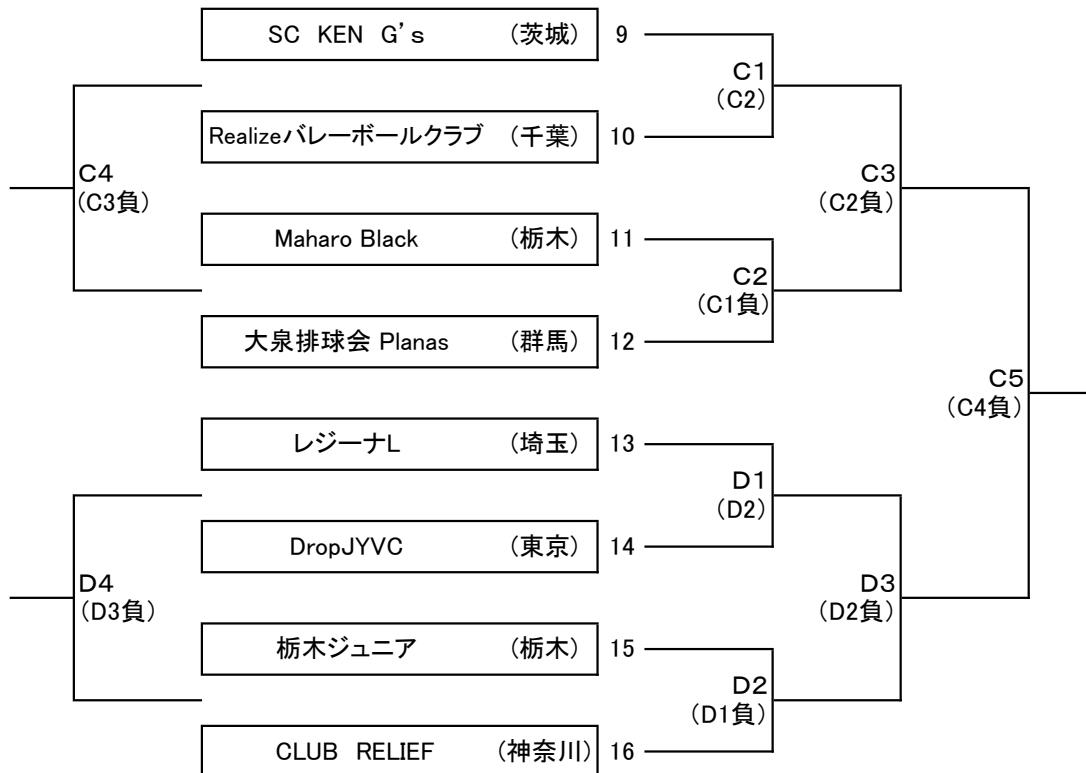 SC KEN G's (茨城) 9
C1
(C2)
Realizeバレーボールクラブ (千葉) 10
C4
(C3負)
C3
(C2負)
Maharo Black (栃木) 11
C2
(C1負)
大泉排球会 Planas (群馬) 12
C5
(C4負)
レジーナL (埼玉) 13
D1
(D2)
DropJYVC (東京) 14
D4
(D3負)
D3
(D2負)
栃木ジュニア (栃木) 15
D2
(D1負)
CLUB RELIEF (神奈川) 16